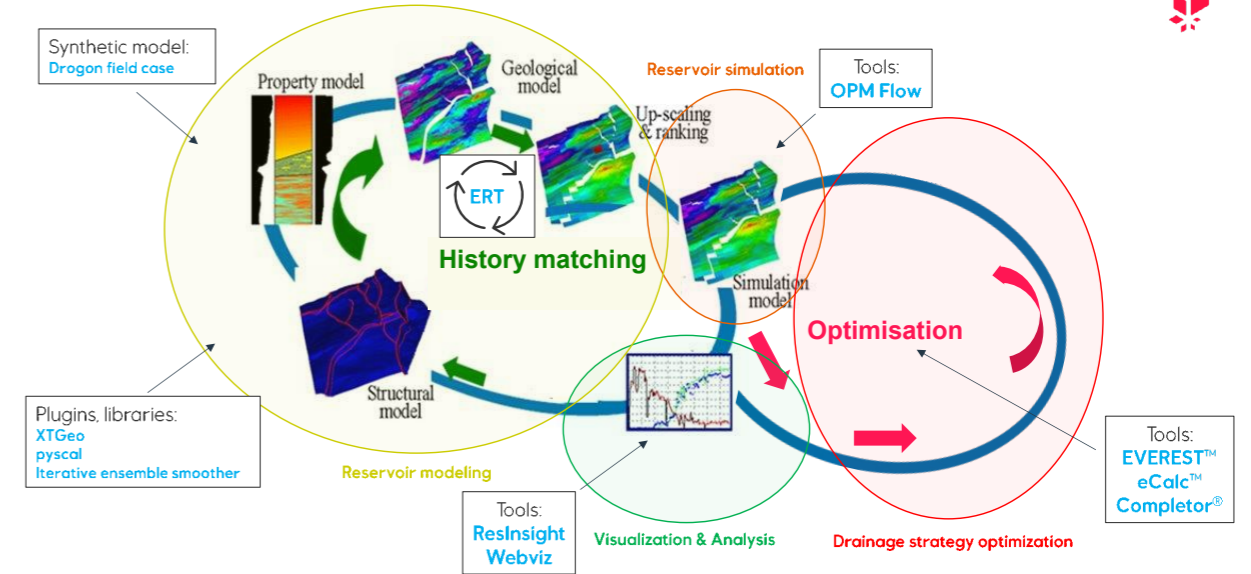 Synthetic model:
Drogon field case
Property model
Geological
model
Reservoir simulation
Tools:
OPM Flow
Up-scaling
& ranking
ERT
History matching
Simulation
model
Optimisation
Structural
model
Plugins, libraries:
XTGeo
pyscal
Iterative ensemble smoother
Reservoir modeling
Tools:
ResInsight
Webviz
Visualization & Analysis
Drainage strategy optimization
Tools:
EVEREST™
eCalc™
Completor®